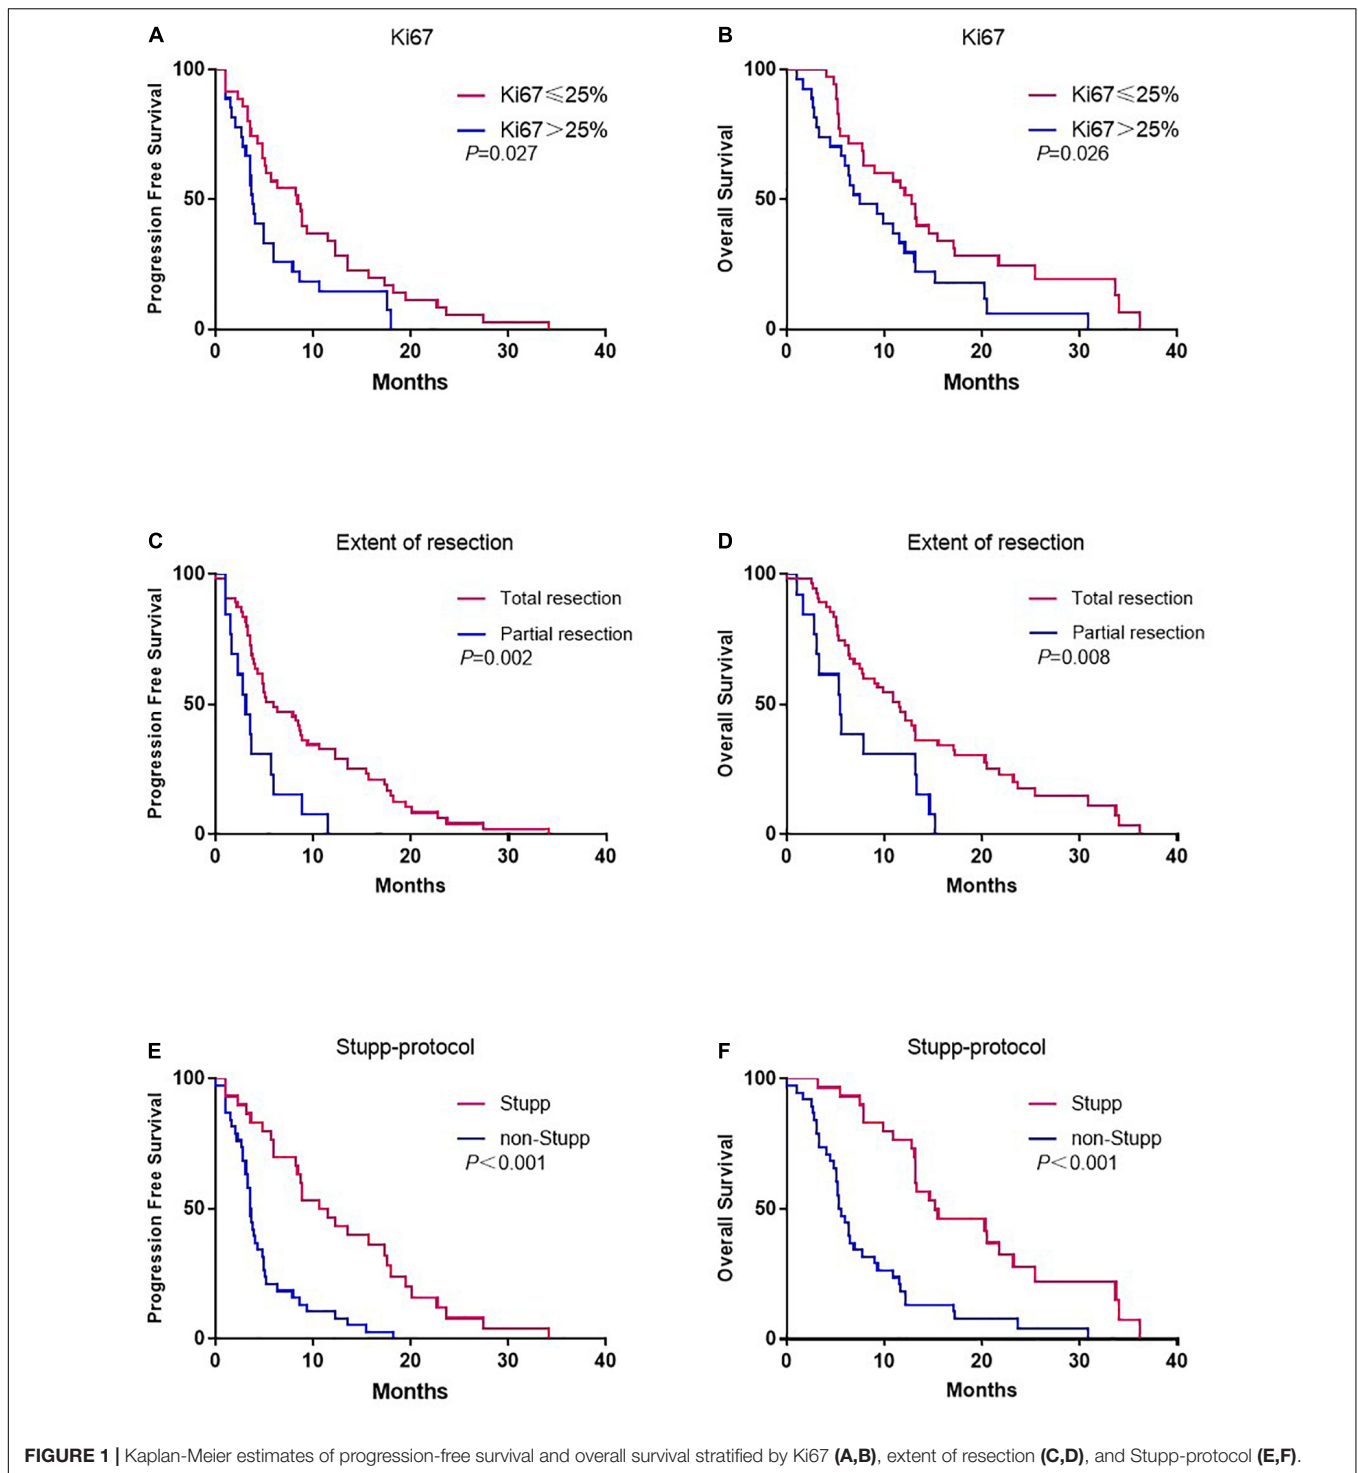 A
Ki67
Progression Free Survival
100
50
0
Ki67≤25%
Ki67>25%
P=0.027
0 10 20 30 40
Months
B
Ki67
Overall Survival
100
50
0
Ki67≤25%
Ki67>25%
P=0.026
0 10 20 30 40
Months
C
Extent of resection
Progression Free Survival
100
50
0
Total resection
Partial resection
P=0.002
0 10 20 30 40
Months
D
Extent of resection
Overall Survival
100
50
0
Total resection
Partial resection
P=0.008
0 10 20 30 40
Months
E
Stupp-protocol
Progression Free Survival
100
50
0
Stupp
non-Stupp
P<0.001
0 10 20 30 40
Months
F
Stupp-protocol
Overall Survival
100
50
0
Stupp
non-Stupp
P<0.001
0 10 20 30 40
Months
FIGURE 1 | Kaplan-Meier estimates of progression-free survival and overall survival stratified by Ki67 (A,B), extent of resection (C,D), and Stupp-protocol (E,F).